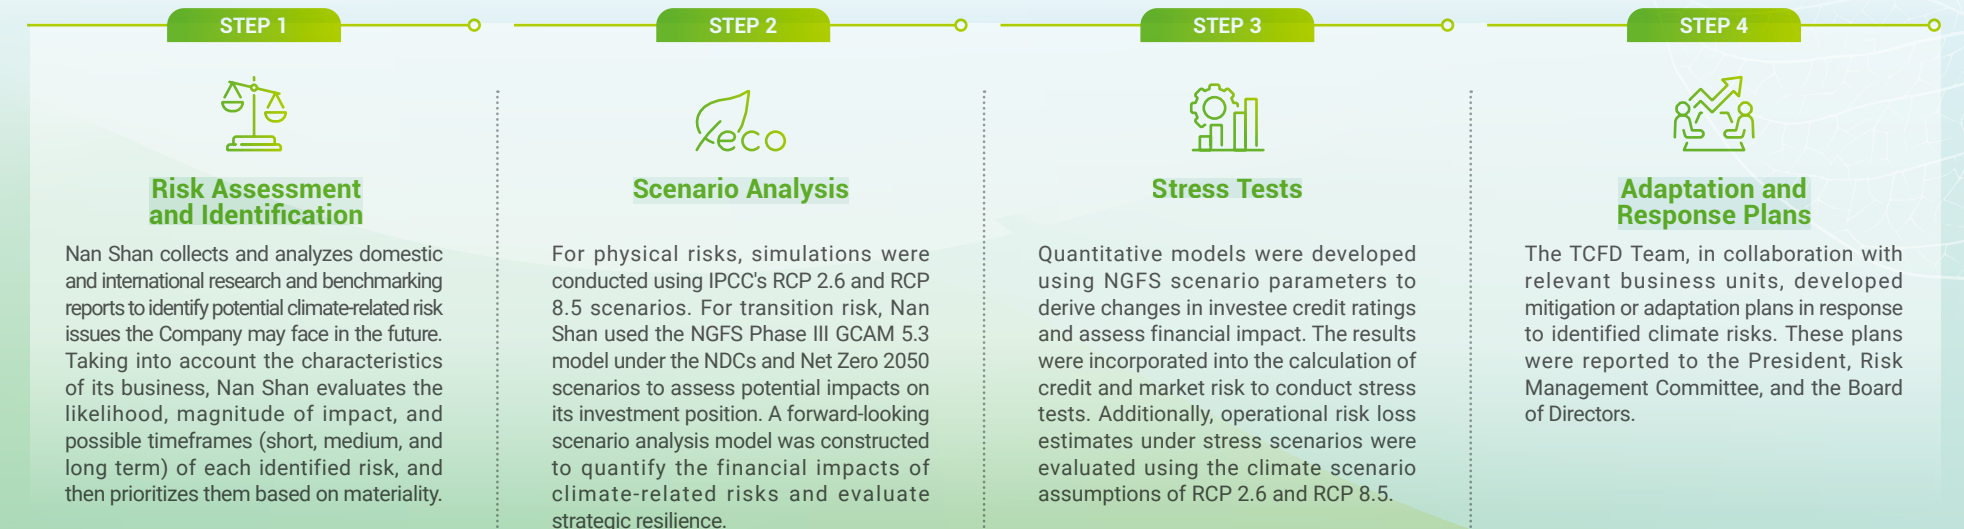 STEP 1
Risk Assessment
and Identification
Nan Shan collects and analyzes domestic
and international research and benchmarking
reports to identify potential climate-related risk
issues the Company may face in the future.
Taking into account the characteristics
of its business, Nan Shan evaluates the
likelihood, magnitude of impact, and
possible timeframes (short, medium, and
long term) of each identified risk, and
then prioritizes them based on materiality.
STEP 2
eco
Scenario Analysis
For physical risks, simulations were
conducted using IPCC's RCP 2.6 and RCP
8.5 scenarios. For transition risk, Nan
Shan used the NGFS Phase III GCAM 5.3
model under the NDCs and Net Zero 2050
scenarios to assess potential impacts on
its investment position. A forward-looking
scenario analysis model was constructed
to quantify the financial impacts of
climate-related risks and evaluate
strategic resilience.
STEP 3
Stress Tests
Quantitative models were developed
using NGFS scenario parameters to
derive changes in investee credit ratings
and assess financial impact. The results
were incorporated into the calculation of
credit and market risk to conduct stress
tests. Additionally, operational risk loss
estimates under stress scenarios were
evaluated using the climate scenario
assumptions of RCP 2.6 and RCP 8.5.
STEP 4
Adaptation and
Response Plans
The TCFD Team, in collaboration with
relevant business units, developed
mitigation or adaptation plans in response
to identified climate risks. These plans
were reported to the President, Risk
Management Committee, and the Board
of Directors.